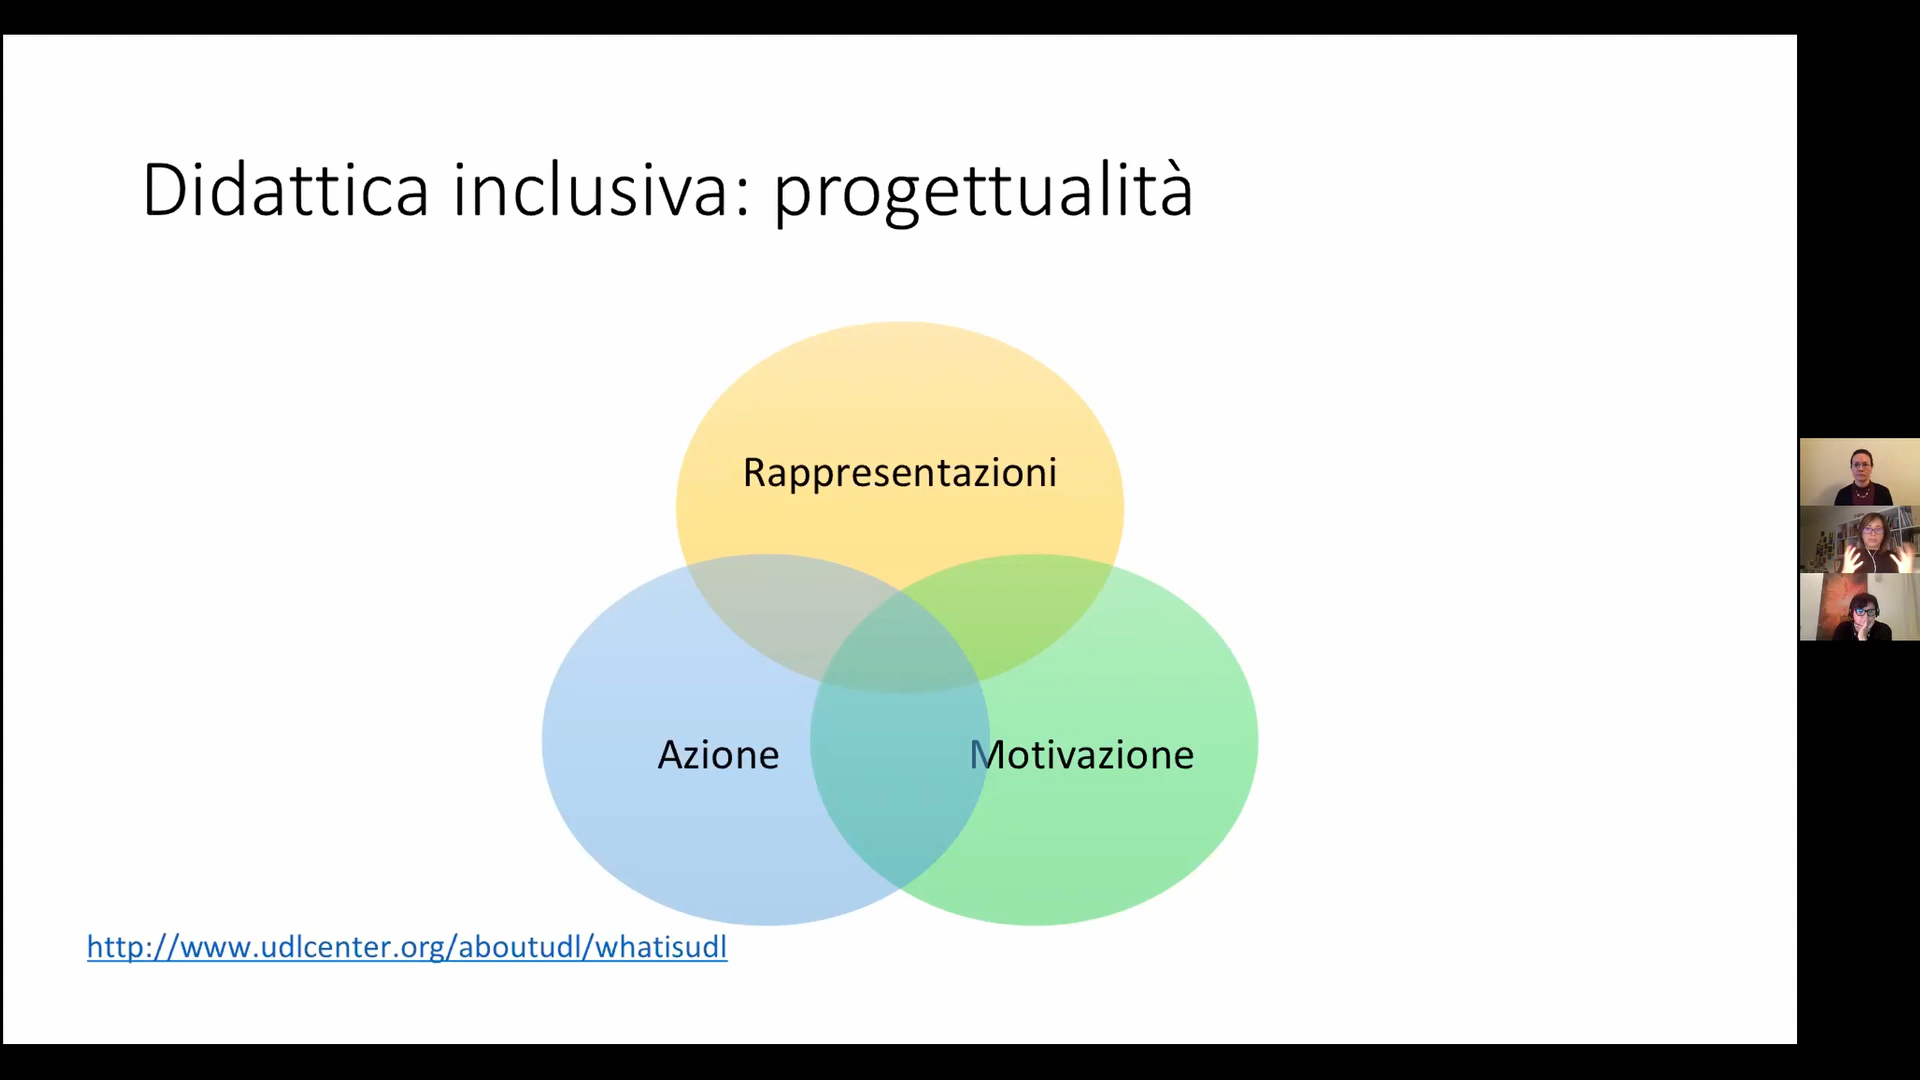 Didattica inclusiva: progettualità
Rappresentazioni
Azione
Motivazione
http://www.udlcenter.org/aboutudl/whatisudl